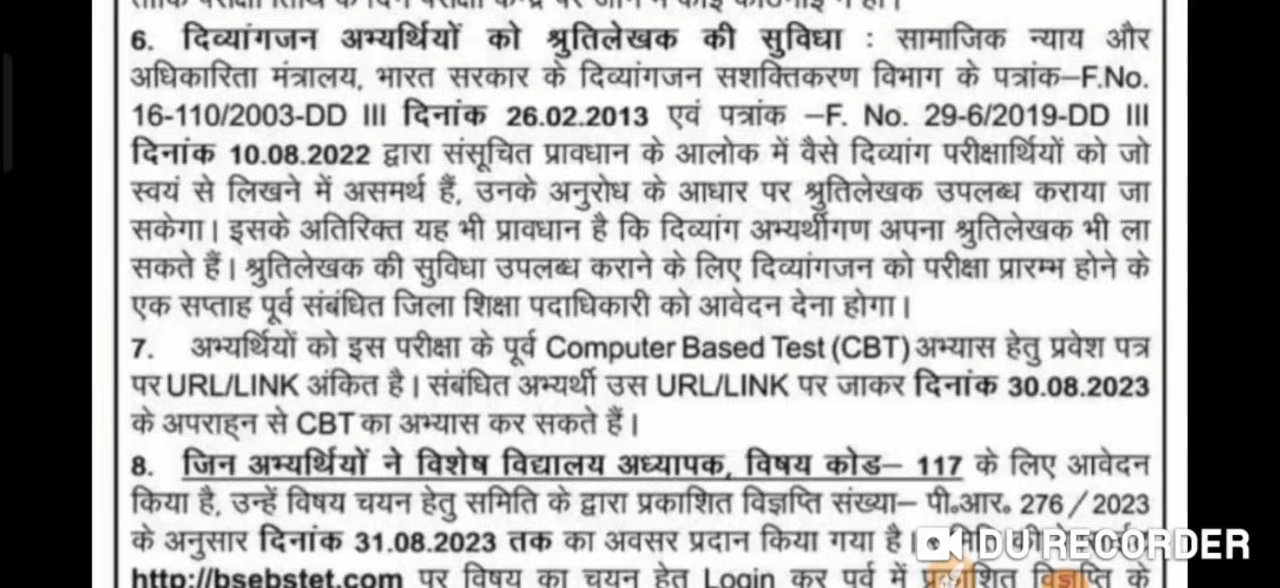 6. दिव्यांगजन अभ्यर्थियों को श्रुतिलेखक की सुविधा : सामाजिक न्याय और
अधिकारिता मंत्रालय, भारत सरकार के दिव्यांगजन सशक्तिकरण विभाग के पत्रांक–F.No.
16-110/2003-DD III दिनांक 26.02.2013 एवं पत्रांक –F. No. 29-6/2019-DD III
दिनांक 10.08.2022 द्वारा संसूचित प्रावधान के आलोक में वैसे दिव्यांग परीक्षार्थियों को जो
स्वयं से लिखने में असमर्थ हैं, उनके अनुरोध के आधार पर श्रुतिलेखक उपलब्ध कराया जा
सकेगा। इसके अतिरिक्त यह भी प्रावधान है कि दिव्यांग अभ्यर्थीगण अपना श्रुतिलेखक भी ला
सकते हैं। श्रुतिलेखक की सुविधा उपलब्ध कराने के लिए दिव्यांगजन को परीक्षा प्रारम्भ होने के
एक सप्ताह पूर्व संबंधित जिला शिक्षा पदाधिकारी को आवेदन देना होगा।
7. अभ्यर्थियों को इस परीक्षा के पूर्व Computer Based Test (CBT) अभ्यास हेतु प्रवेश पत्र
पर URL/LINK अंकित है। संबंधित अभ्यर्थी उस URL/LINK पर जाकर दिनांक 30.08.2023
के अपराह्न से CBT का अभ्यास कर सकते हैं।
8. जिन अभ्यर्थियों ने विशेष विद्यालय अध्यापक, विषय कोड– 117 के लिए आवेदन
किया है, उन्हें विषय चयन हेतु समिति के द्वारा प्रकाशित विज्ञप्ति संख्या– पी॰आर॰ 276 / 2023
के अनुसार दिनांक 31.08.2023 तक का अवसर प्रदान किया गया है।
DU RECORDER
http://bsebstet.com पर विषय का चयन हेतु Login कर पूर्व में प्रकाशित विज्ञप्ति के